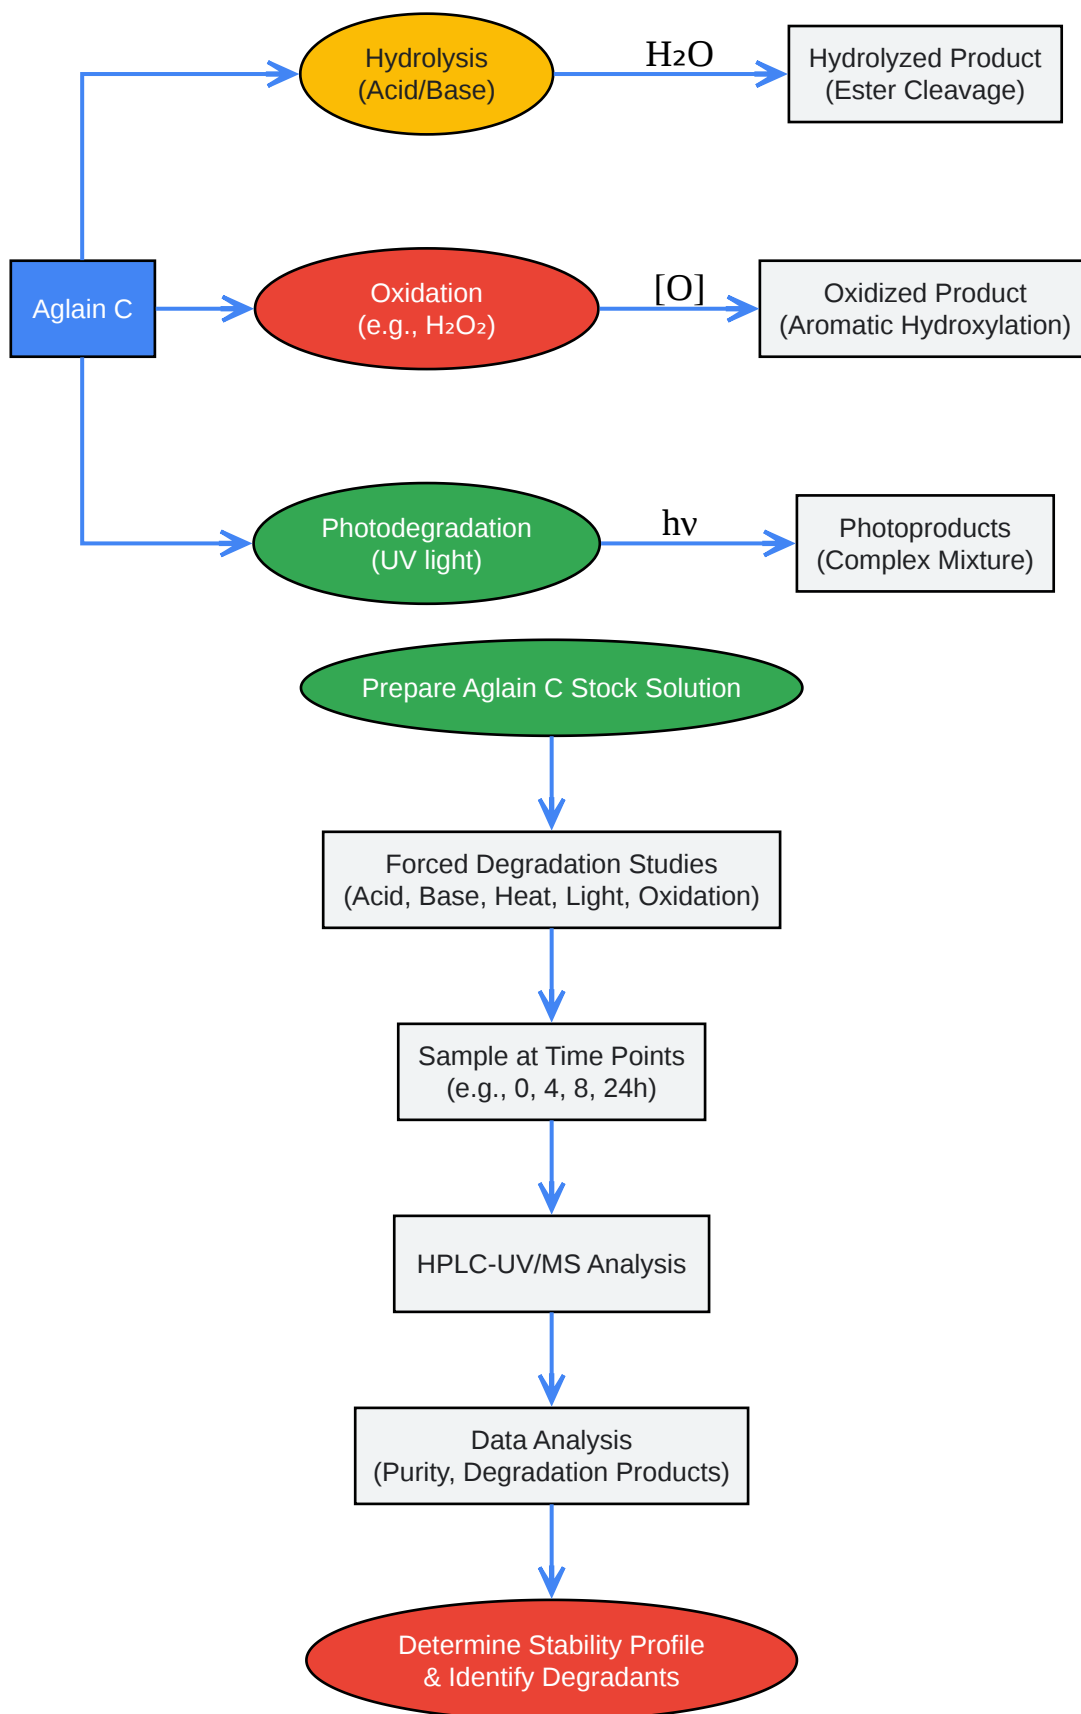 Hydrolysis
(Acid/Base)
H₂O
Hydrolyzed Product
(Ester Cleavage)
Aglain C
Oxidation
(e.g., H₂O₂)
[O]
Oxidized Product
(Aromatic Hydroxylation)
Photodegradation
(UV light)
hν
Photoproducts
(Complex Mixture)
Prepare Aglain C Stock Solution
Forced Degradation Studies
(Acid, Base, Heat, Light, Oxidation)
Sample at Time Points
(e.g., 0, 4, 8, 24h)
HPLC-UV/MS Analysis
Data Analysis
(Purity, Degradation Products)
Determine Stability Profile
& Identify Degradants